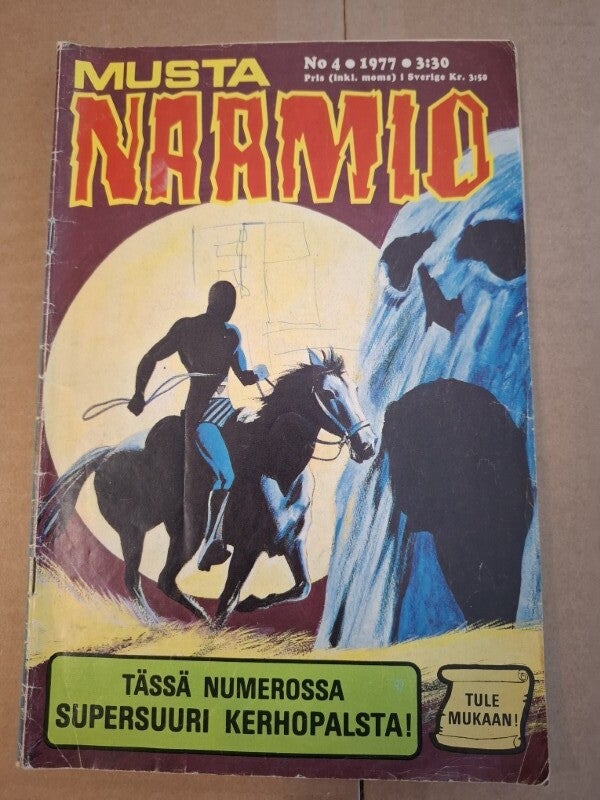 MUSTA
NAAMIO
No 4 • 1977 • 3:30
Pris (inkl. moms) i Sverige Kr. 3:50
TÄSSÄ NUMEROSSA
SUPERSUURI KERHOPALSTA!
TULE
MUKAAN!